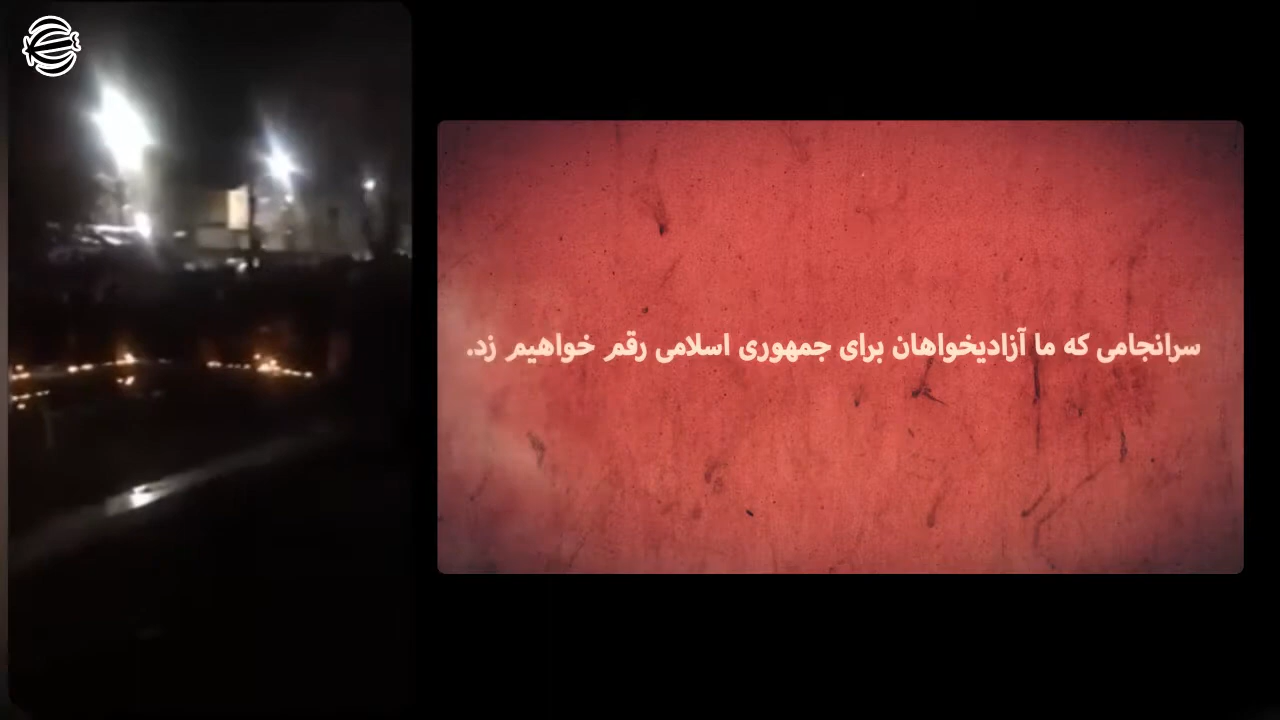 سرانجامی که ما آزادیخواهان برای جمهوری اسلامی رقم خواهیم زد.